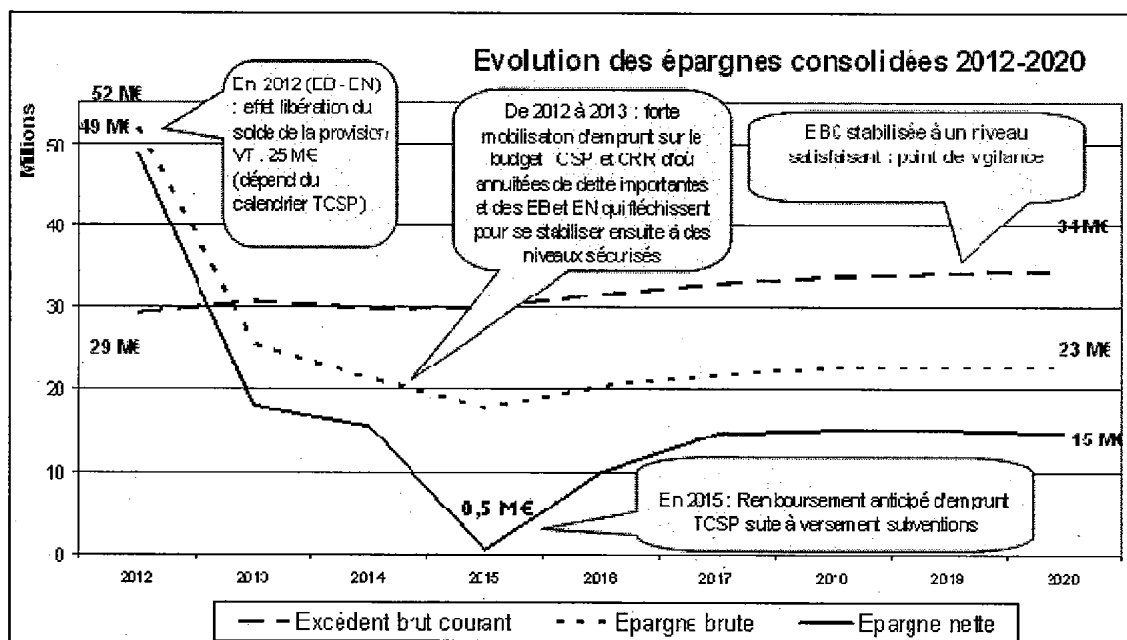 Evolution des épargnes consolidées 2012-2020
Millions
52 M€
49 M€
29 M€
En 2012 (EB - EN)
: effet libération du
solde de la provision
VT : 25 M€
(dépend du
calendrier TCSP)
De 2012 à 2013 : forte
mobilisation d'emprunt sur le
budget TCSP et CRR d'où
annuitées de dette importantes
et des EB et EN qui fléchissent
pour se stabiliser ensuite à des
niveaux sécurisés
EBC stabilisée à un niveau
satisfaisant : point de vigilance
34 M€
23 M€
15 M€
0,5 M€
En 2015 : Remboursement anticipé d'emprunt
TCSP suite à versement subventions
50
40
30
20
10
0
2012 2013 2014 2015 2016 2017 2018 2019 2020
Excédent brut courant Epargne brute Epargne nette